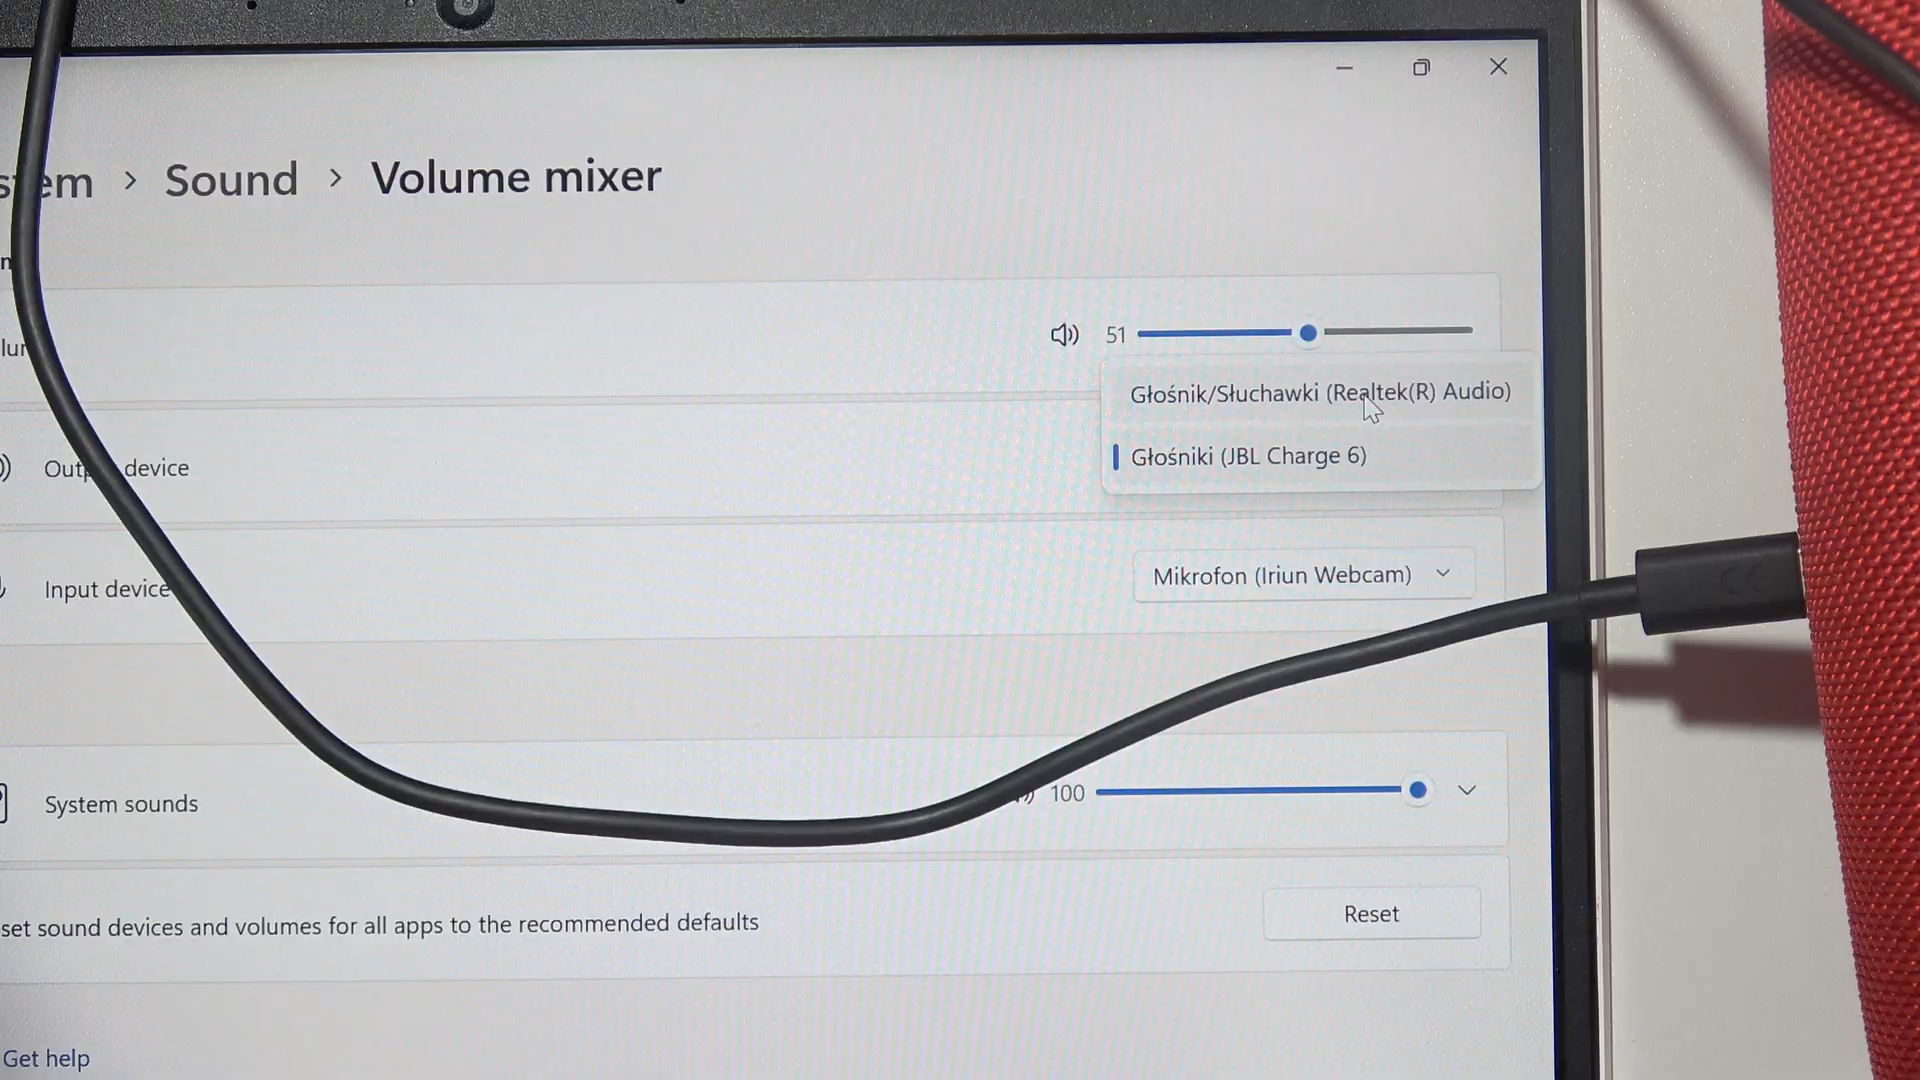 Sound > Volume mixer
51
Głośnik/Słuchawki (Realtek(R) Audio)
Głośniki (JBL Charge 6)
device
Input device
Mikrofon (Iriun Webcam)
System sounds
100
set sound devices and volumes for all apps to the recommended defaults
Reset
Get help
CE